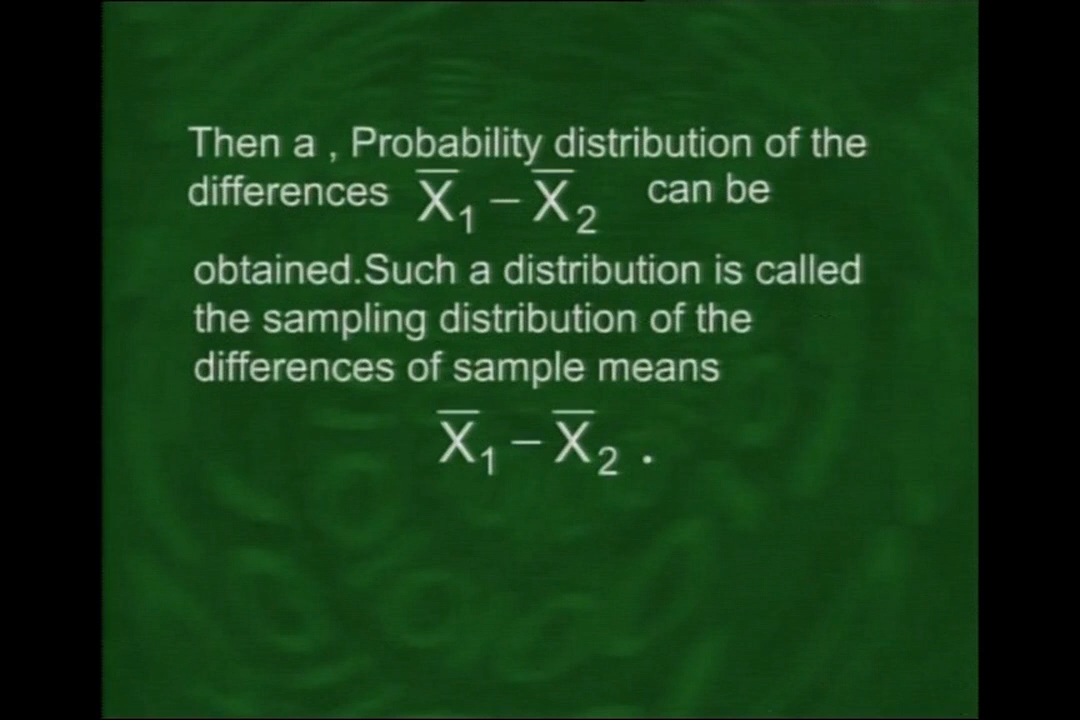 Then a , Probability distribution of the
differences X̅₁ – X̅₂ can be
obtained.Such a distribution is called
the sampling distribution of the
differences of sample means
X̅₁ – X̅₂ .